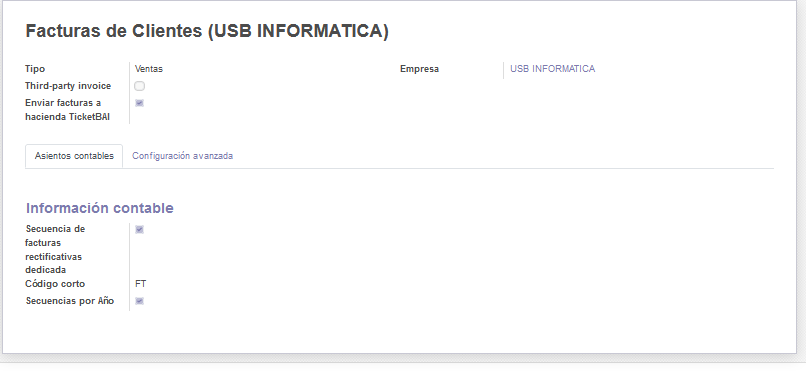 Facturas de Clientes (USB INFORMATICA)
Tipo Ventas Empresa USB INFORMATICA
Third-party invoice
Enviar facturas a
hacienda TicketBAI
Asientos contables Configuración avanzada
Información contable
Secuencia de
facturas
rectificativas
dedicada
Código corto FT
Secuencias por Año